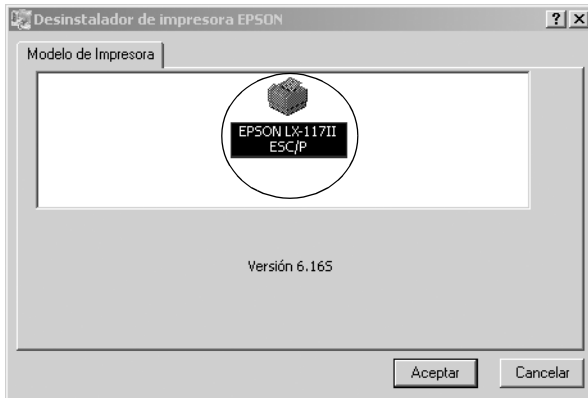 Desinstalador de impresora EPSON
Modelo de Impresora
EPSON LX-117II
ESC/P
Versión 6.16S
Aceptar
Cancelar